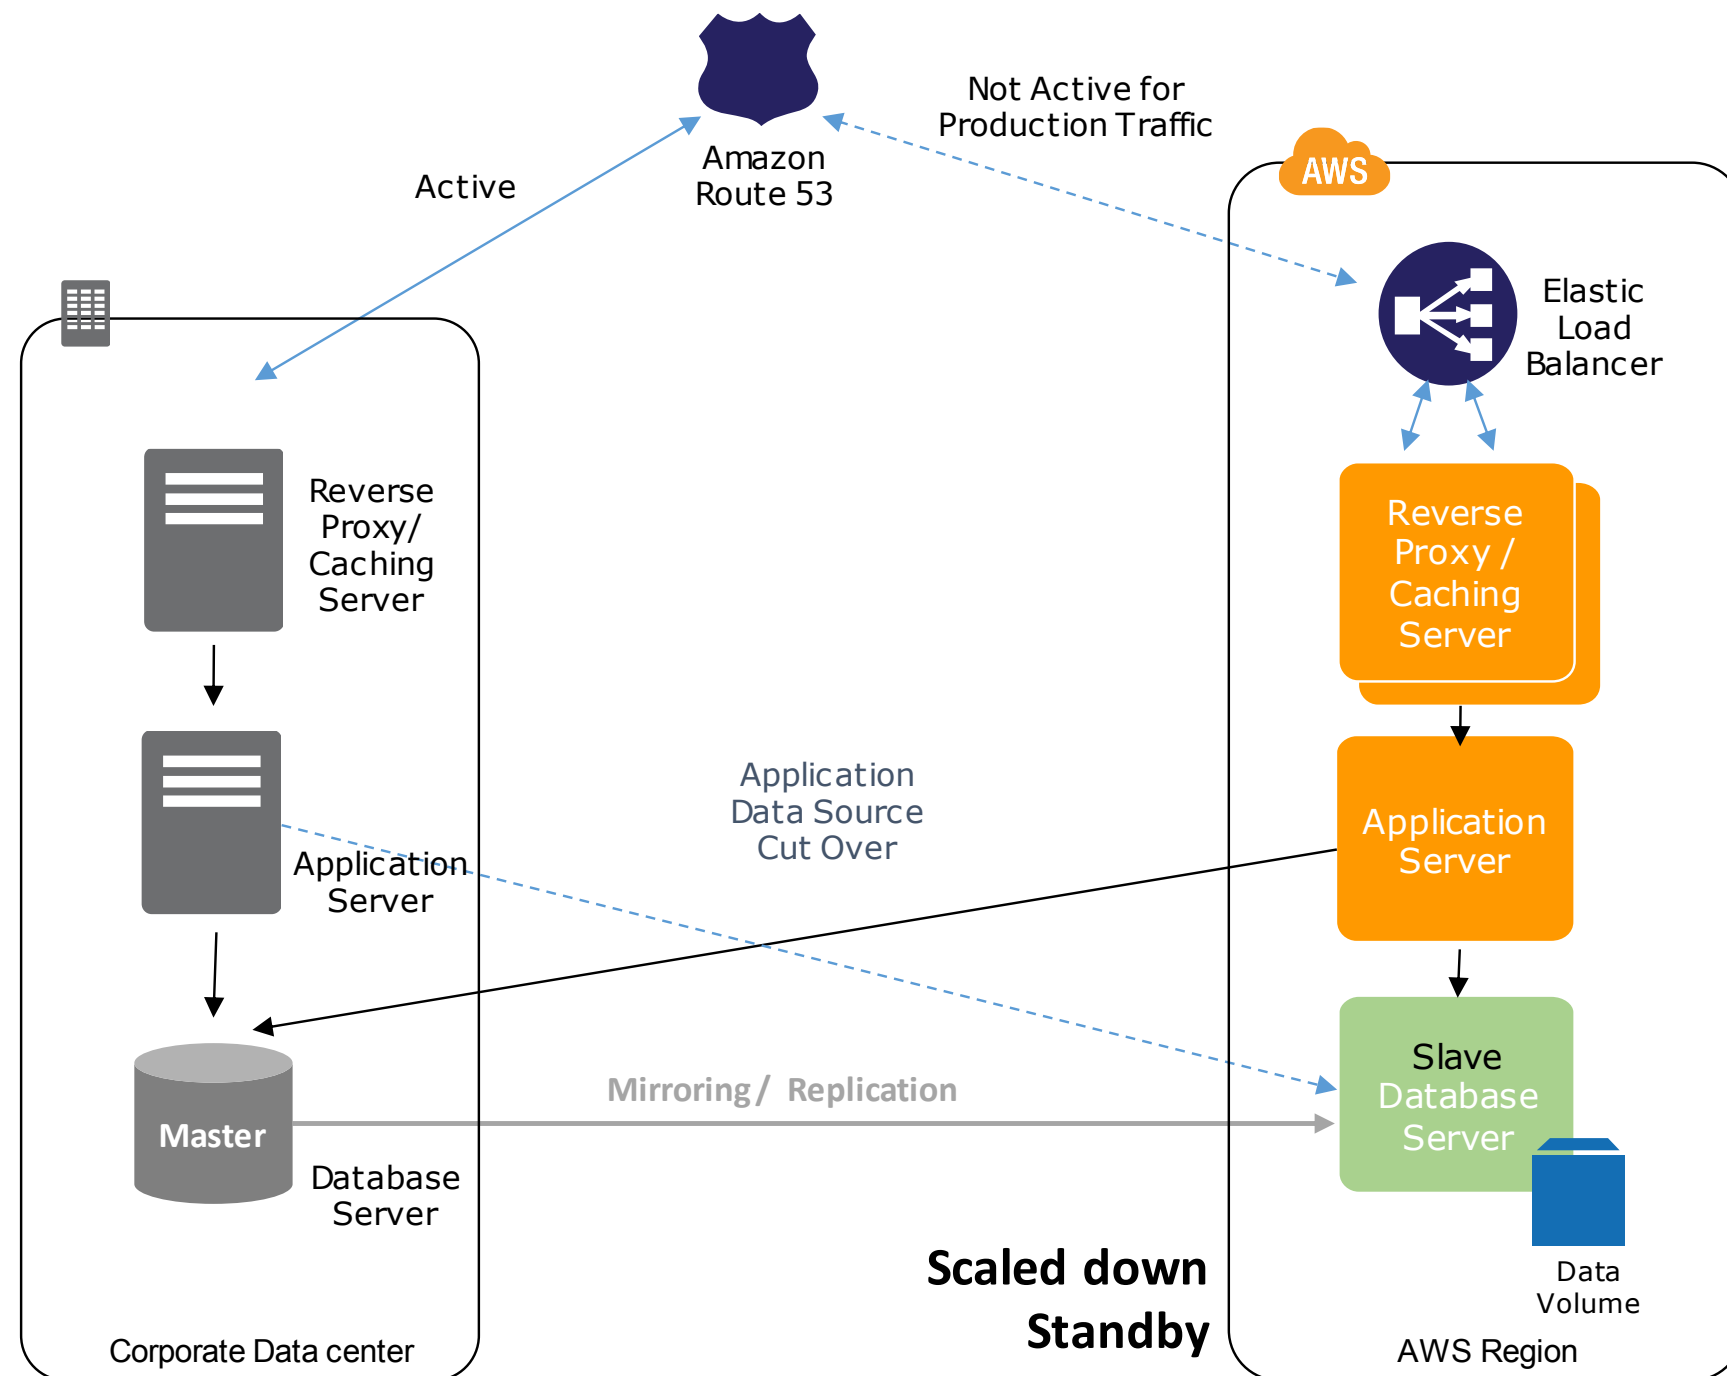 Not Active for
Production Traffic
Amazon
Route 53
Active
AWS
Elastic
Load
Balancer
Reverse
Proxy/
Caching
Server
Reverse
Proxy /
Caching
Server
Application
Data Source
Cut Over
Application
Server
Application
Server
Mirroring / Replication
Master
Database
Server
Slave
Database
Server
Scaled down
Standby
Data
Volume
Corporate Data center
AWS Region